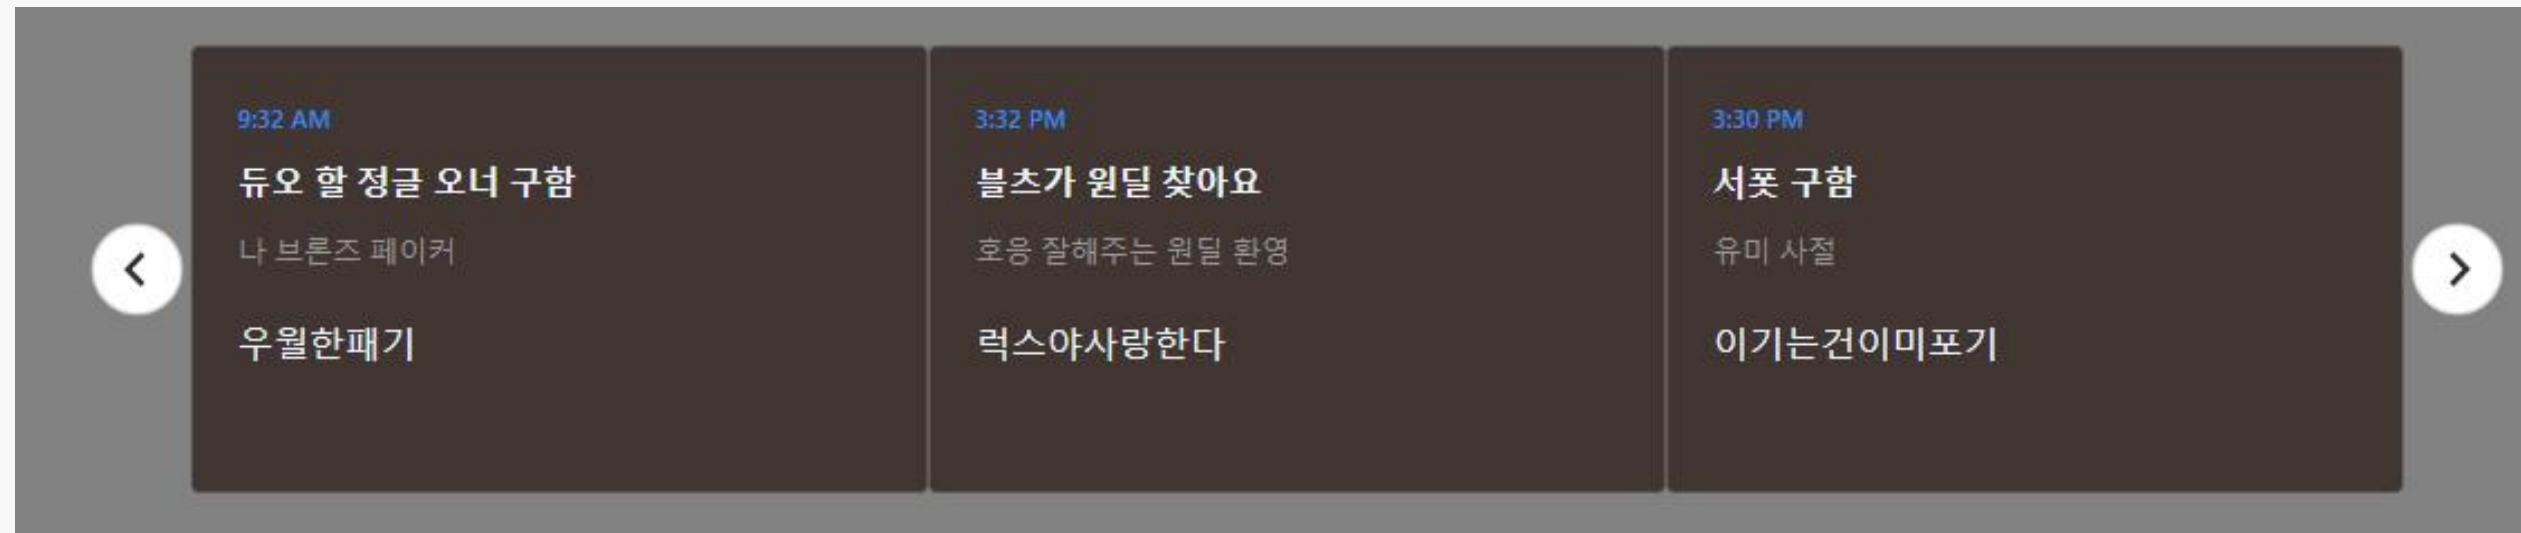 9:32 AM
듀오 할 정글 오너 구함
나 브론즈 페이커
우월한패기
3:32 PM
블츠가 원딜 찾아요
호응 잘해주는 원딜 환영
럭스야사랑한다
3:30 PM
서폿 구함
유미 사절
이기는건이미포기